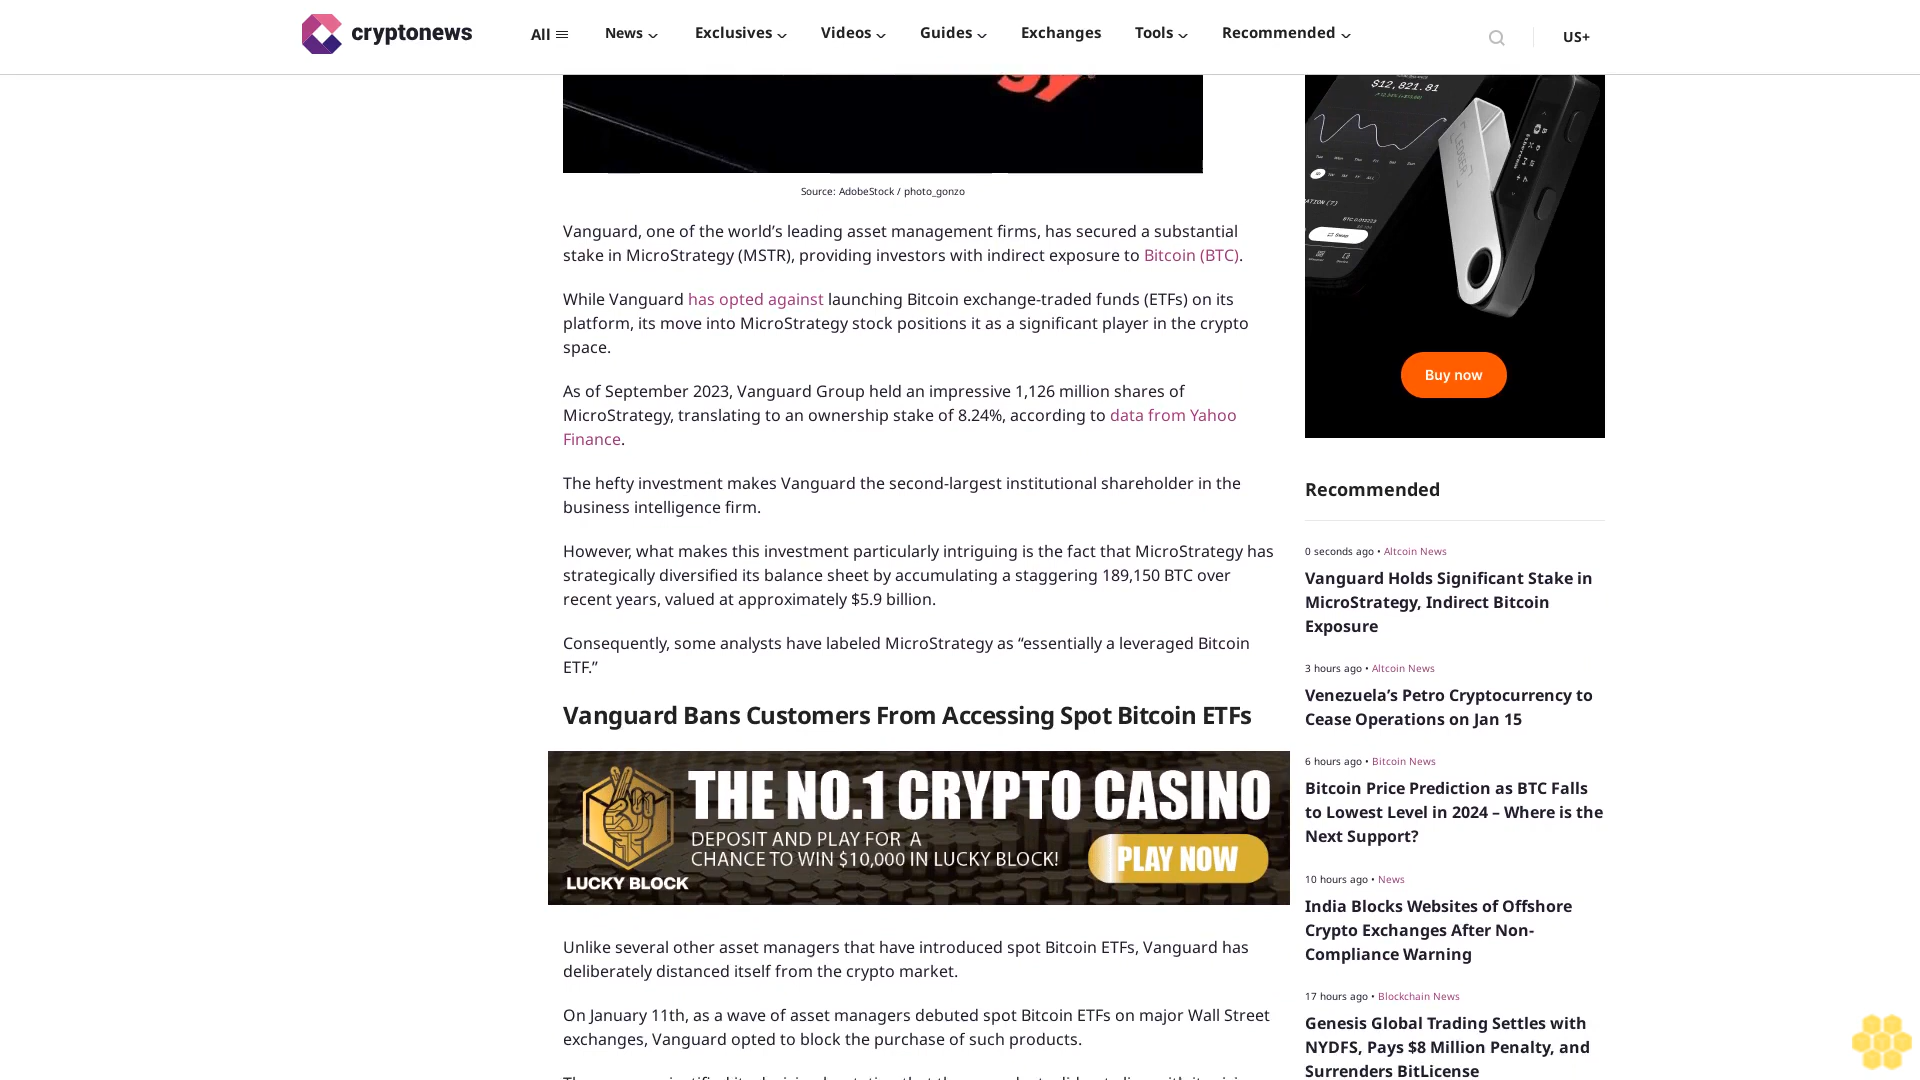 cryptonews
All
News
Exclusives
Videos
Guides
Exchanges
Tools
Recommended
US+
Source: AdobeStock / photo_gonzo
Vanguard, one of the world’s leading asset management firms, has secured a substantial
stake in MicroStrategy (MSTR), providing investors with indirect exposure to Bitcoin (BTC).
While Vanguard has opted against launching Bitcoin exchange-traded funds (ETFs) on its
platform, its move into MicroStrategy stock positions it as a significant player in the crypto
space.
As of September 2023, Vanguard Group held an impressive 1,126 million shares of
MicroStrategy, translating to an ownership stake of 8.24%, according to data from Yahoo
Finance.
The hefty investment makes Vanguard the second-largest institutional shareholder in the
business intelligence firm.
However, what makes this investment particularly intriguing is the fact that MicroStrategy has
strategically diversified its balance sheet by accumulating a staggering 189,150 BTC over
recent years, valued at approximately $5.9 billion.
Consequently, some analysts have labeled MicroStrategy as “essentially a leveraged Bitcoin
ETF.”
Vanguard Bans Customers From Accessing Spot Bitcoin ETFs
THE NO.1 CRYPTO CASINO
DEPOSIT AND PLAY FOR A
CHANCE TO WIN $10,000 IN LUCKY BLOCK!
PLAY NOW
LUCKY BLOCK
Unlike several other asset managers that have introduced spot Bitcoin ETFs, Vanguard has
deliberately distanced itself from the crypto market.
On January 11th, as a wave of asset managers debuted spot Bitcoin ETFs on major Wall Street
exchanges, Vanguard opted to block the purchase of such products.
$12,821.81
LEDGER
Swap
Buy now
Recommended
0 seconds ago • Altcoin News
Vanguard Holds Significant Stake in
MicroStrategy, Indirect Bitcoin
Exposure
3 hours ago • Altcoin News
Venezuela’s Petro Cryptocurrency to
Cease Operations on Jan 15
6 hours ago • Bitcoin News
Bitcoin Price Prediction as BTC Falls
to Lowest Level in 2024 – Where is the
Next Support?
10 hours ago • News
India Blocks Websites of Offshore
Crypto Exchanges After Non-
Compliance Warning
17 hours ago • Blockchain News
Genesis Global Trading Settles with
NYDFS, Pays $8 Million Penalty, and
Surrenders BitLicense